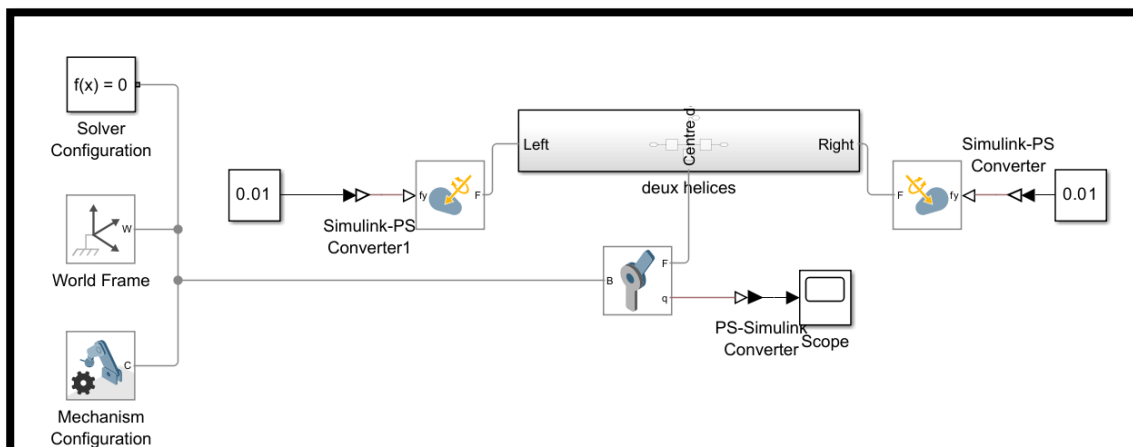 f(x) = 0
Solver
Configuration
W
World Frame
C
Mechanism
Configuration
0.01
Simulink-PS
Converter1
fy
F
Left
Centre d
Right
deux helices
F
fy
Simulink-PS
Converter
0.01
B
F
q
PS-Simulink
Converter
Scope